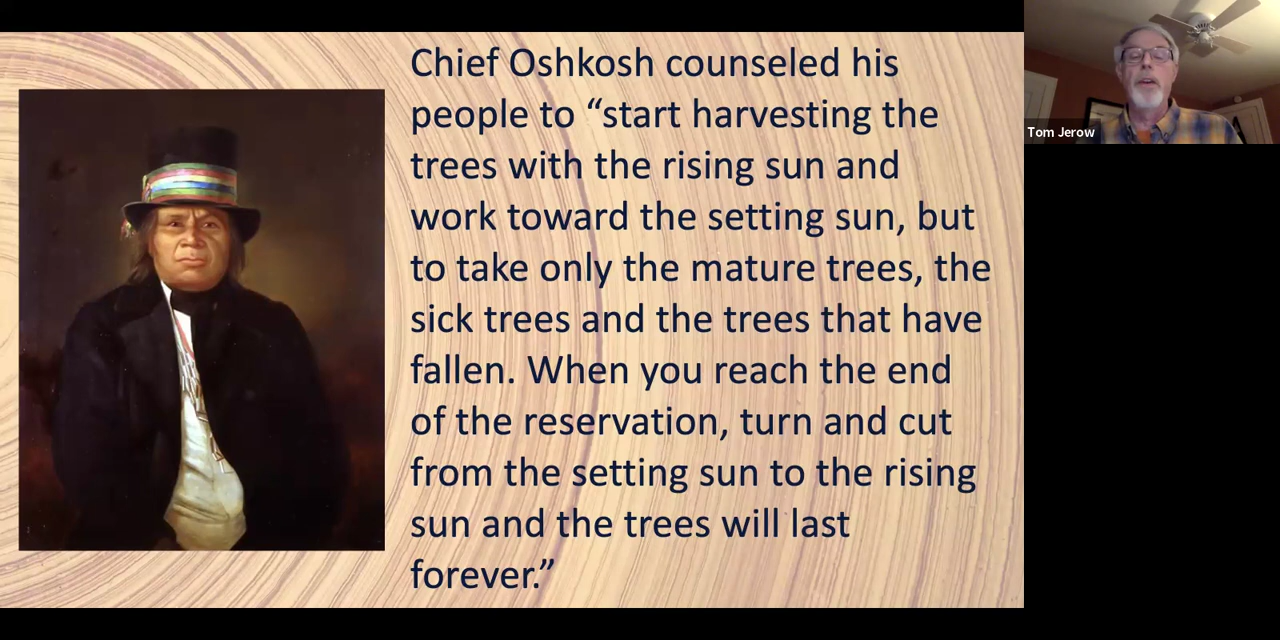 Chief Oshkosh counseled his
people to “start harvesting the
trees with the rising sun and
work toward the setting sun, but
to take only the mature trees, the
sick trees and the trees that have
fallen. When you reach the end
of the reservation, turn and cut
from the setting sun to the rising
sun and the trees will last
forever.”
Tom Jerow